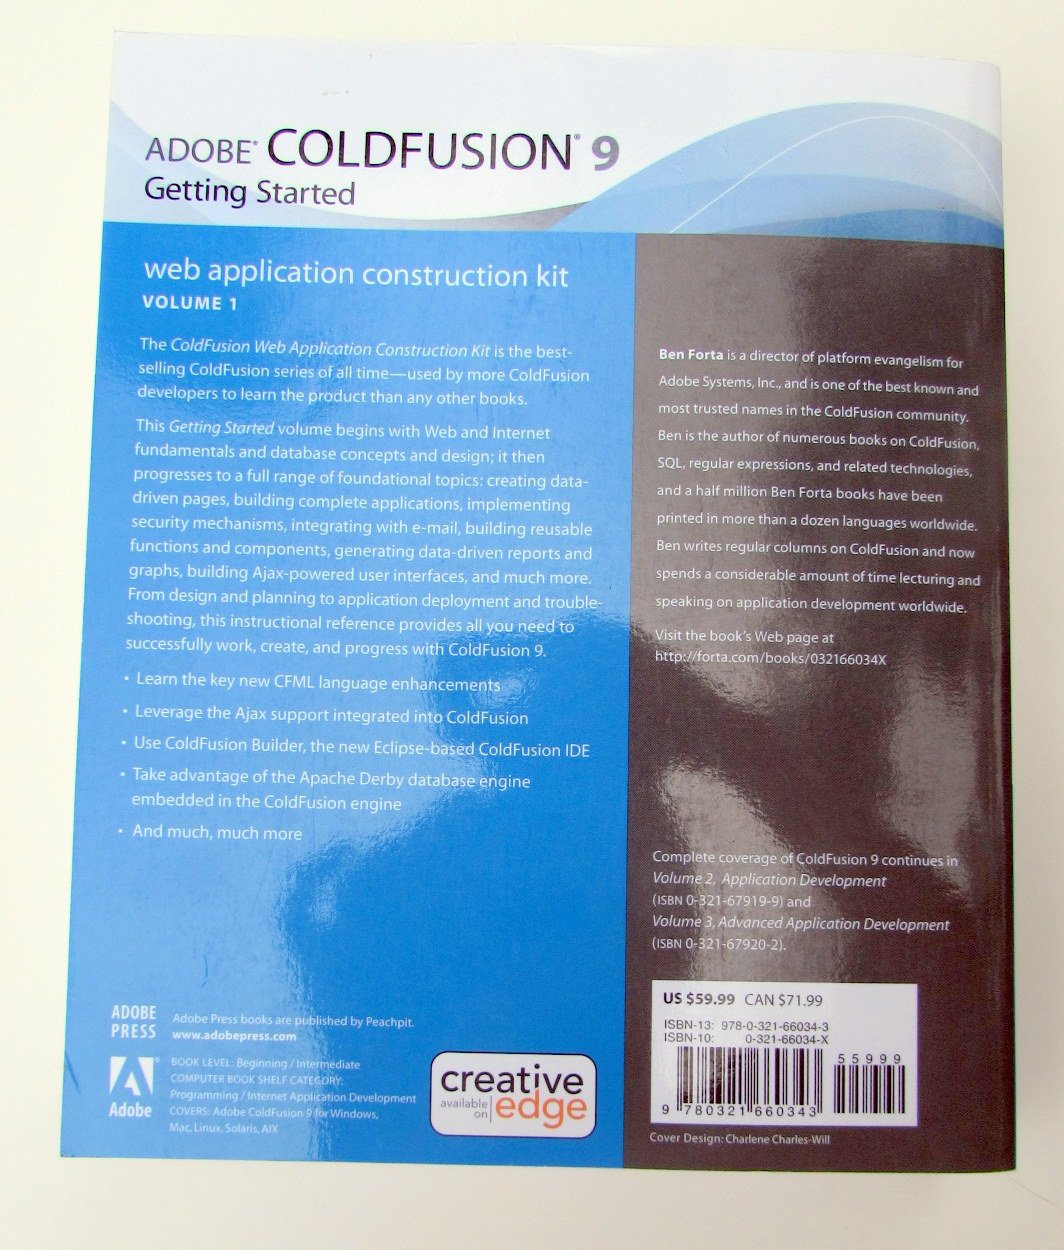 ADOBE® COLDFUSION® 9
Getting Started
web application construction kit
VOLUME 1
The ColdFusion Web Application Construction Kit is the best-
selling ColdFusion series of all time—used by more ColdFusion
developers to learn the product than any other books.
This Getting Started volume begins with Web and Internet
fundamentals and database concepts and design; it then
progresses to a full range of foundational topics: creating data-
driven pages, building complete applications, implementing
security mechanisms, integrating with e-mail, building reusable
functions and components, generating data-driven reports and
graphs, building Ajax-powered user interfaces, and much more.
From design and planning to application deployment and trouble-
shooting, this instructional reference provides all you need to
successfully work, create, and progress with ColdFusion 9.
• Learn the key new CFML language enhancements
• Leverage the Ajax support integrated into ColdFusion
• Use ColdFusion Builder, the new Eclipse-based ColdFusion IDE
• Take advantage of the Apache Derby database engine
embedded in the ColdFusion engine
• And much, much more
ADOBE
PRESS
Adobe Press books are published by Peachpit.
www.adobepress.com
Adobe
BOOK LEVEL: Beginning / Intermediate
COMPUTER BOOK SHELF CATEGORY:
Programming / Internet Application Development
COVERS: Adobe ColdFusion 9 for Windows,
Mac, Linux, Solaris, AIX
creative
available
on
edge
Ben Forta is a director of platform evangelism for
Adobe Systems, Inc., and is one of the best known and
most trusted names in the ColdFusion community.
Ben is the author of numerous books on ColdFusion,
SQL, regular expressions, and related technologies,
and a half million Ben Forta books have been
printed in more than a dozen languages worldwide.
Ben writes regular columns on ColdFusion and now
spends a considerable amount of time lecturing and
speaking on application development worldwide.
Visit the book's Web page at
http://forta.com/books/032166034X
Complete coverage of ColdFusion 9 continues in
Volume 2, Application Development
(ISBN 0-321-67919-9) and
Volume 3, Advanced Application Development
(ISBN 0-321-67920-2).
US $59.99 CAN $71.99
ISBN-13: 978-0-321-66034-3
ISBN-10: 0-321-66034-X
55999
9 780321 660343
Cover Design: Charlene Charles-Will